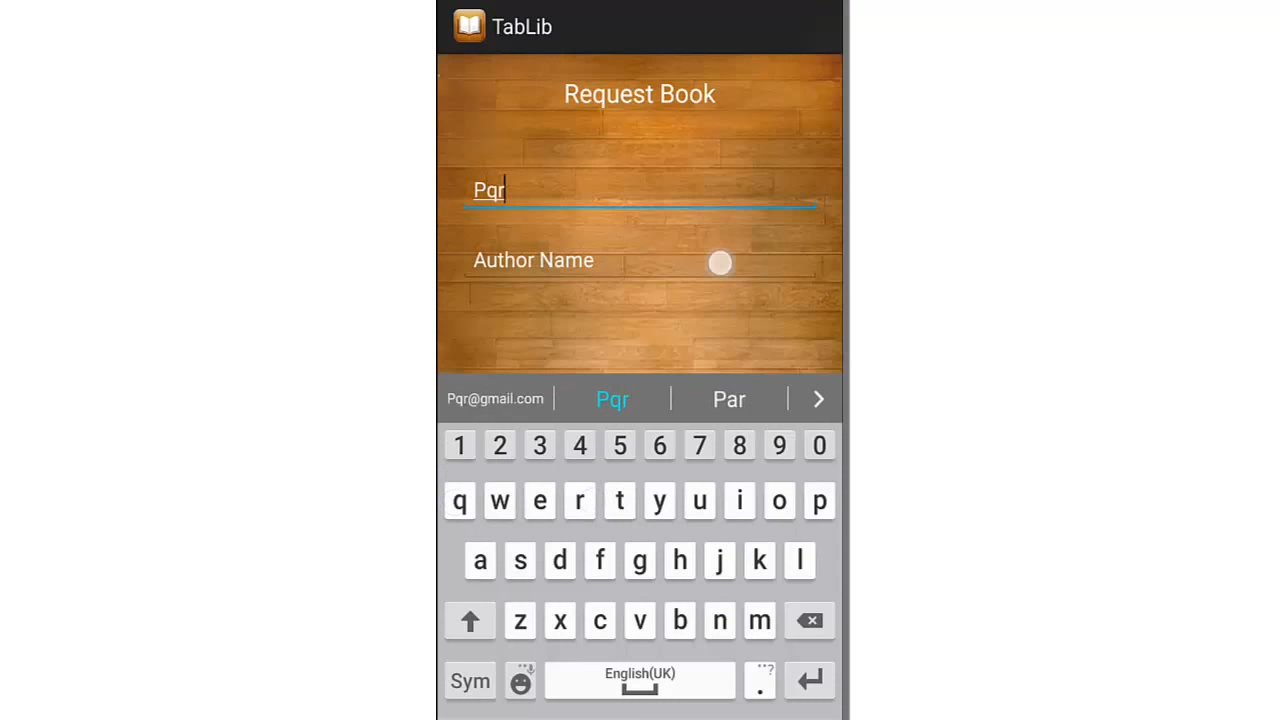 TabLib
Request Book
Pqr
Author Name
Pqr@gmail.com Pqr Par
1 2 3 4 5 6 7 8 9 0
q w e r t y u i o p
a s d f g h j k l
z x c v b n m
Sym English(UK) . ?